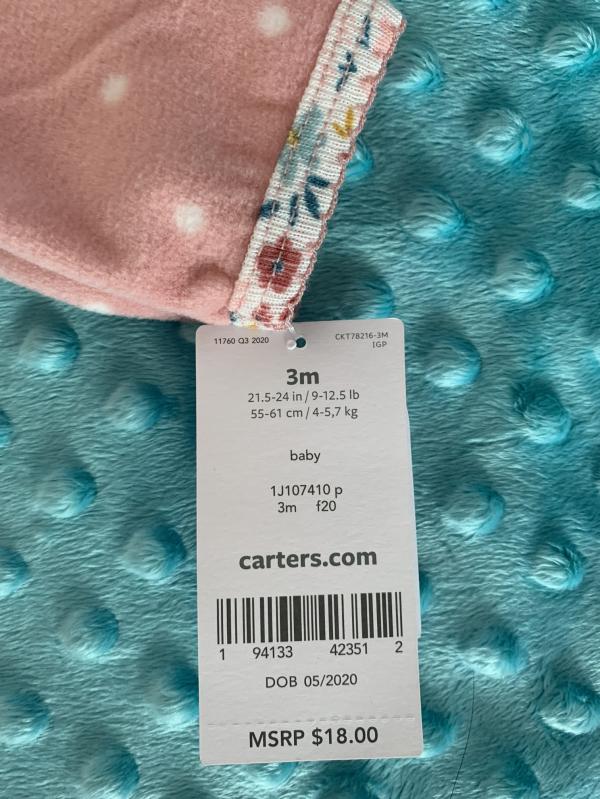 11760 Q3 2020
CKT78216-3M
IGP
3m
21.5-24 in / 9-12.5 lb
55-61 cm / 4-5,7 kg
baby
1J107410 p
3m f20
carters.com
1 94133 42351 2
DOB 05/2020
MSRP $18.00